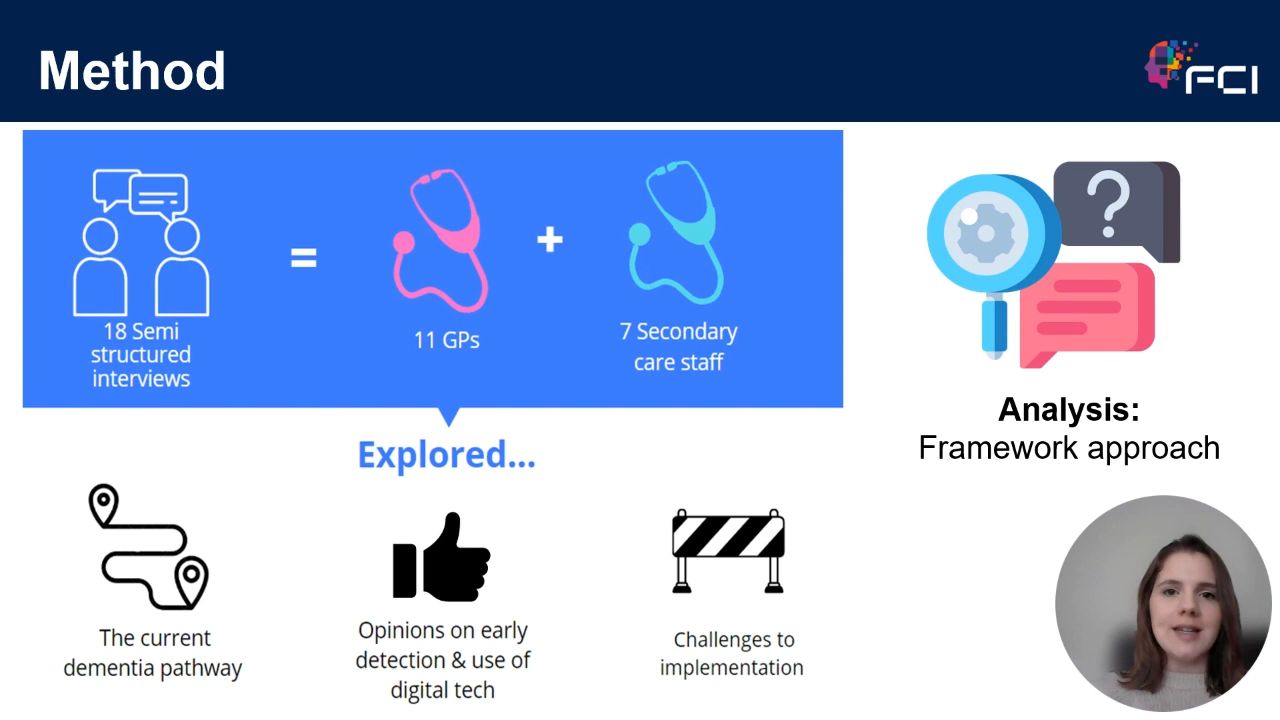 Method
FCI
18 Semi
structured
interviews
=
11 GPs
+
7 Secondary
care staff
?
Explored...
Analysis:
Framework approach
The current
dementia pathway
Opinions on early
detection & use of
digital tech
Challenges to
implementation